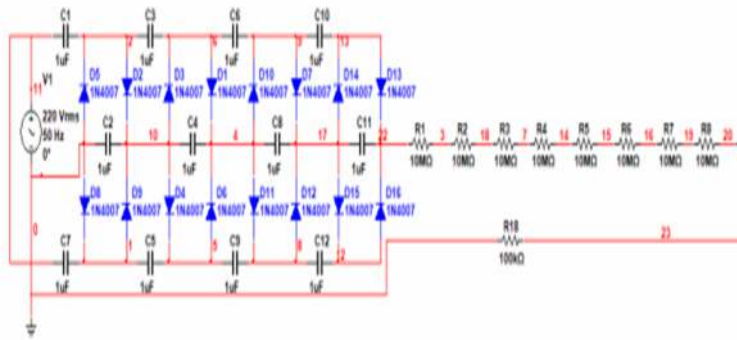 C1 C3 C6 C10
2 6 9 13
1uF 1uF 1uF 1uF
11 V1
D5 D2 D3 D1 D10 D7 D14 D13
1N4007 1N4007 1N4007 1N4007 1N4007 1N4007 1N4007 1N4007
220 Vrms
50 Hz
0°
C2 10 C4 4 C8 17 C11 22 R1 3 R2 18 R3 7 R4 14 R5 15 R6 16 R7 19 R8 20
1uF 1uF 1uF 1uF 10MΩ 10MΩ 10MΩ 10MΩ 10MΩ 10MΩ 10MΩ 10MΩ
D8 D9 D4 D6 D11 D12 D15 D16
1N4007 1N4007 1N4007 1N4007 1N4007 1N4007 1N4007 1N4007
0 R18 23
C7 1 C5 5 C9 8 C12 12
100kΩ
1uF 1uF 1uF 1uF